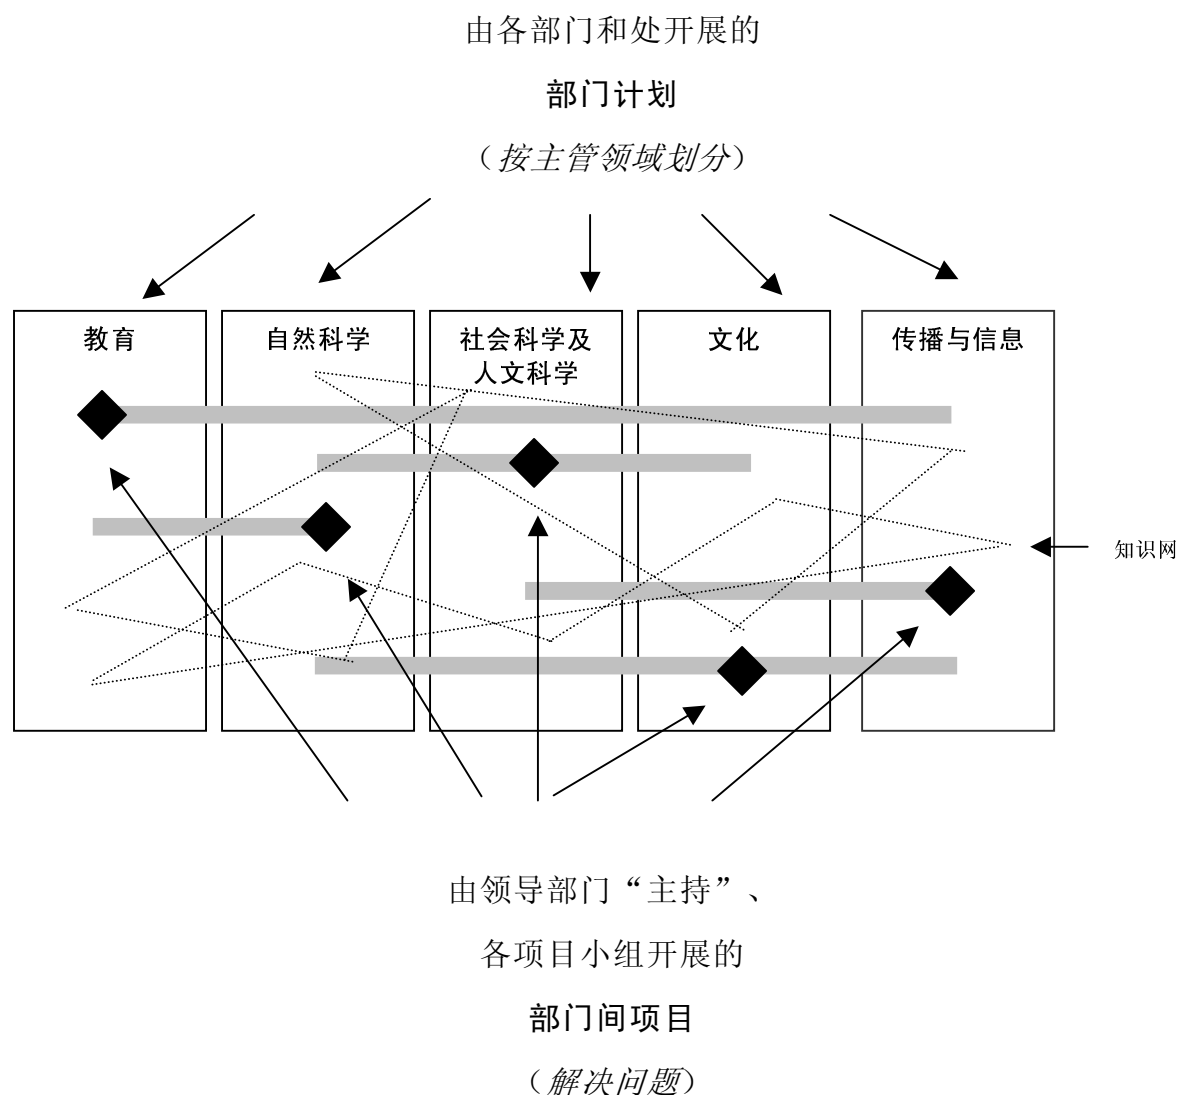 由各部门和处开展的
部门计划
（按主管领域划分）
教育
自然科学
社会科学及
人文科学
文化
传播与信息
知识网
由领导部门“主持”、
各项目小组开展的
部门间项目
（解决问题）